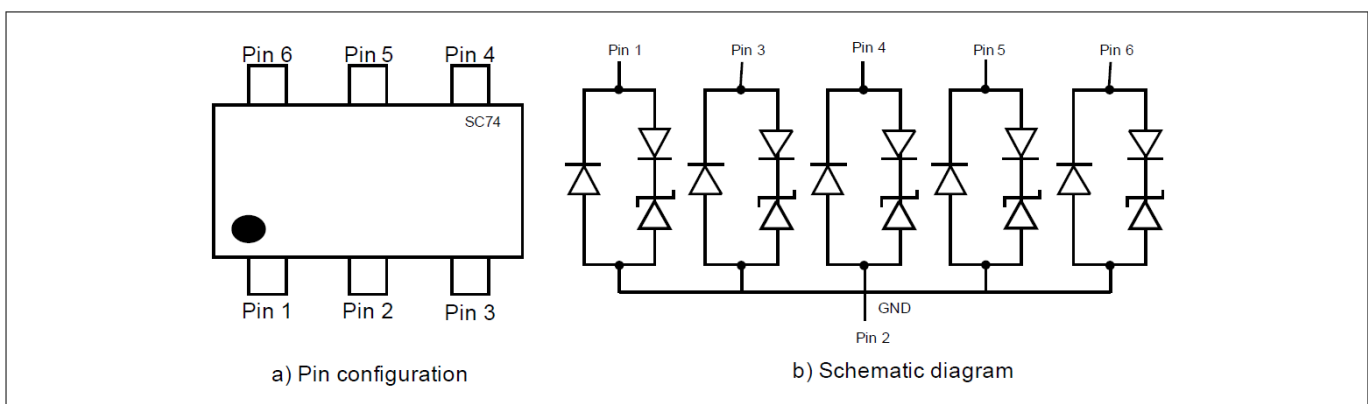 Pin 6 Pin 5 Pin 4
SC74
Pin 1 Pin 2 Pin 3
a) Pin configuration
Pin 1 Pin 3 Pin 4 Pin 5 Pin 6
GND
Pin 2
b) Schematic diagram